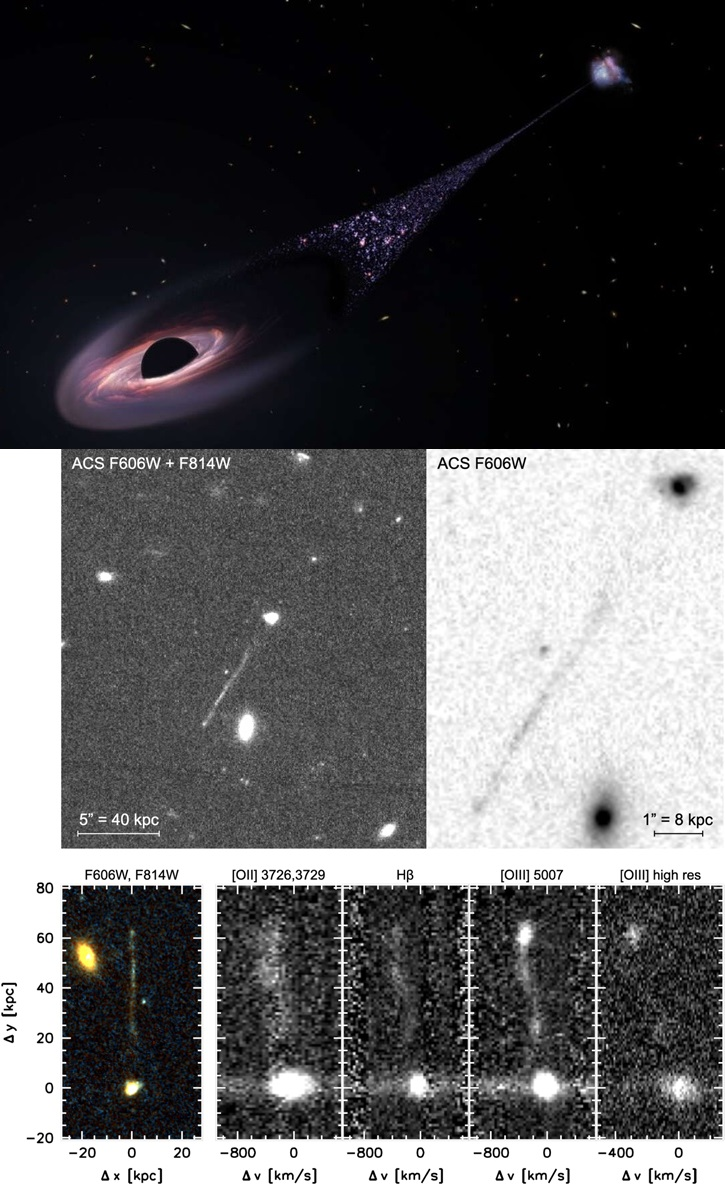 ACS F606W + F814W
ACS F606W
5" = 40 kpc
1" = 8 kpc
F606W, F814W
[OII] 3726,3729
Hβ
[OIII] 5007
[OIII] high res
80
60
40
20
0
−20
Δy [kpc]
−20 0 20
−800 0
−800 0
−800 0
−400 0
Δx [kpc]
Δv [km/s]
Δv [km/s]
Δv [km/s]
Δv [km/s]